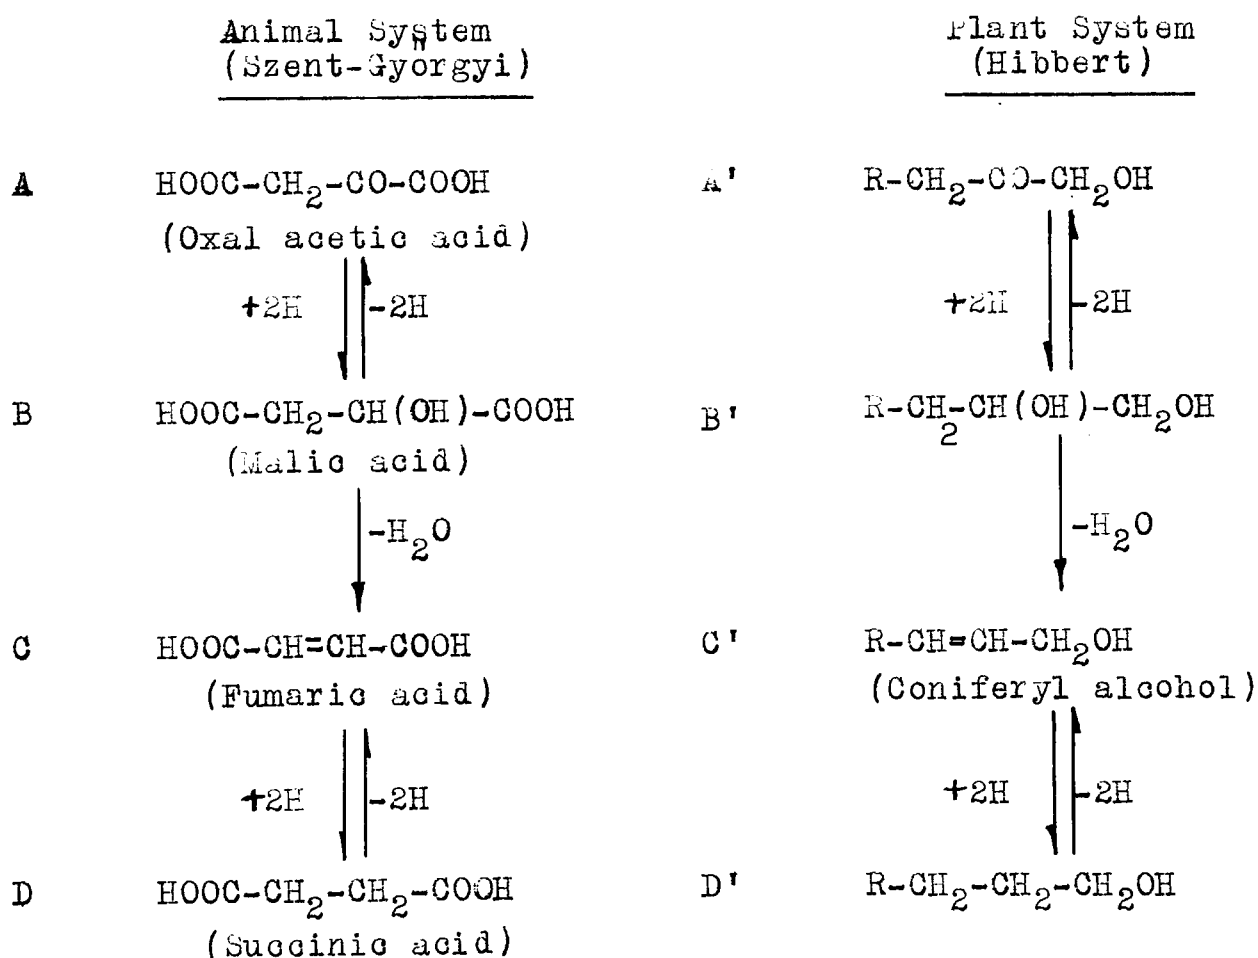 Animal System
(Szent-Györgyi)
Plant System
(Hibbert)
A HOOC-CH₂-CO-COOH
(Oxal acetic acid)
A' R-CH₂-CO-CH₂OH
+2H -2H
+2H -2H
B HOOC-CH₂-CH(OH)-COOH
(Malic acid)
B' R-CH₂-CH(OH)-CH₂OH
-H₂O
-H₂O
C HOOC-CH=CH-COOH
(Fumaric acid)
C' R-CH=CH-CH₂OH
(Coniferyl alcohol)
+2H -2H
+2H -2H
D HOOC-CH₂-CH₂-COOH
(Succinic acid)
D' R-CH₂-CH₂-CH₂OH